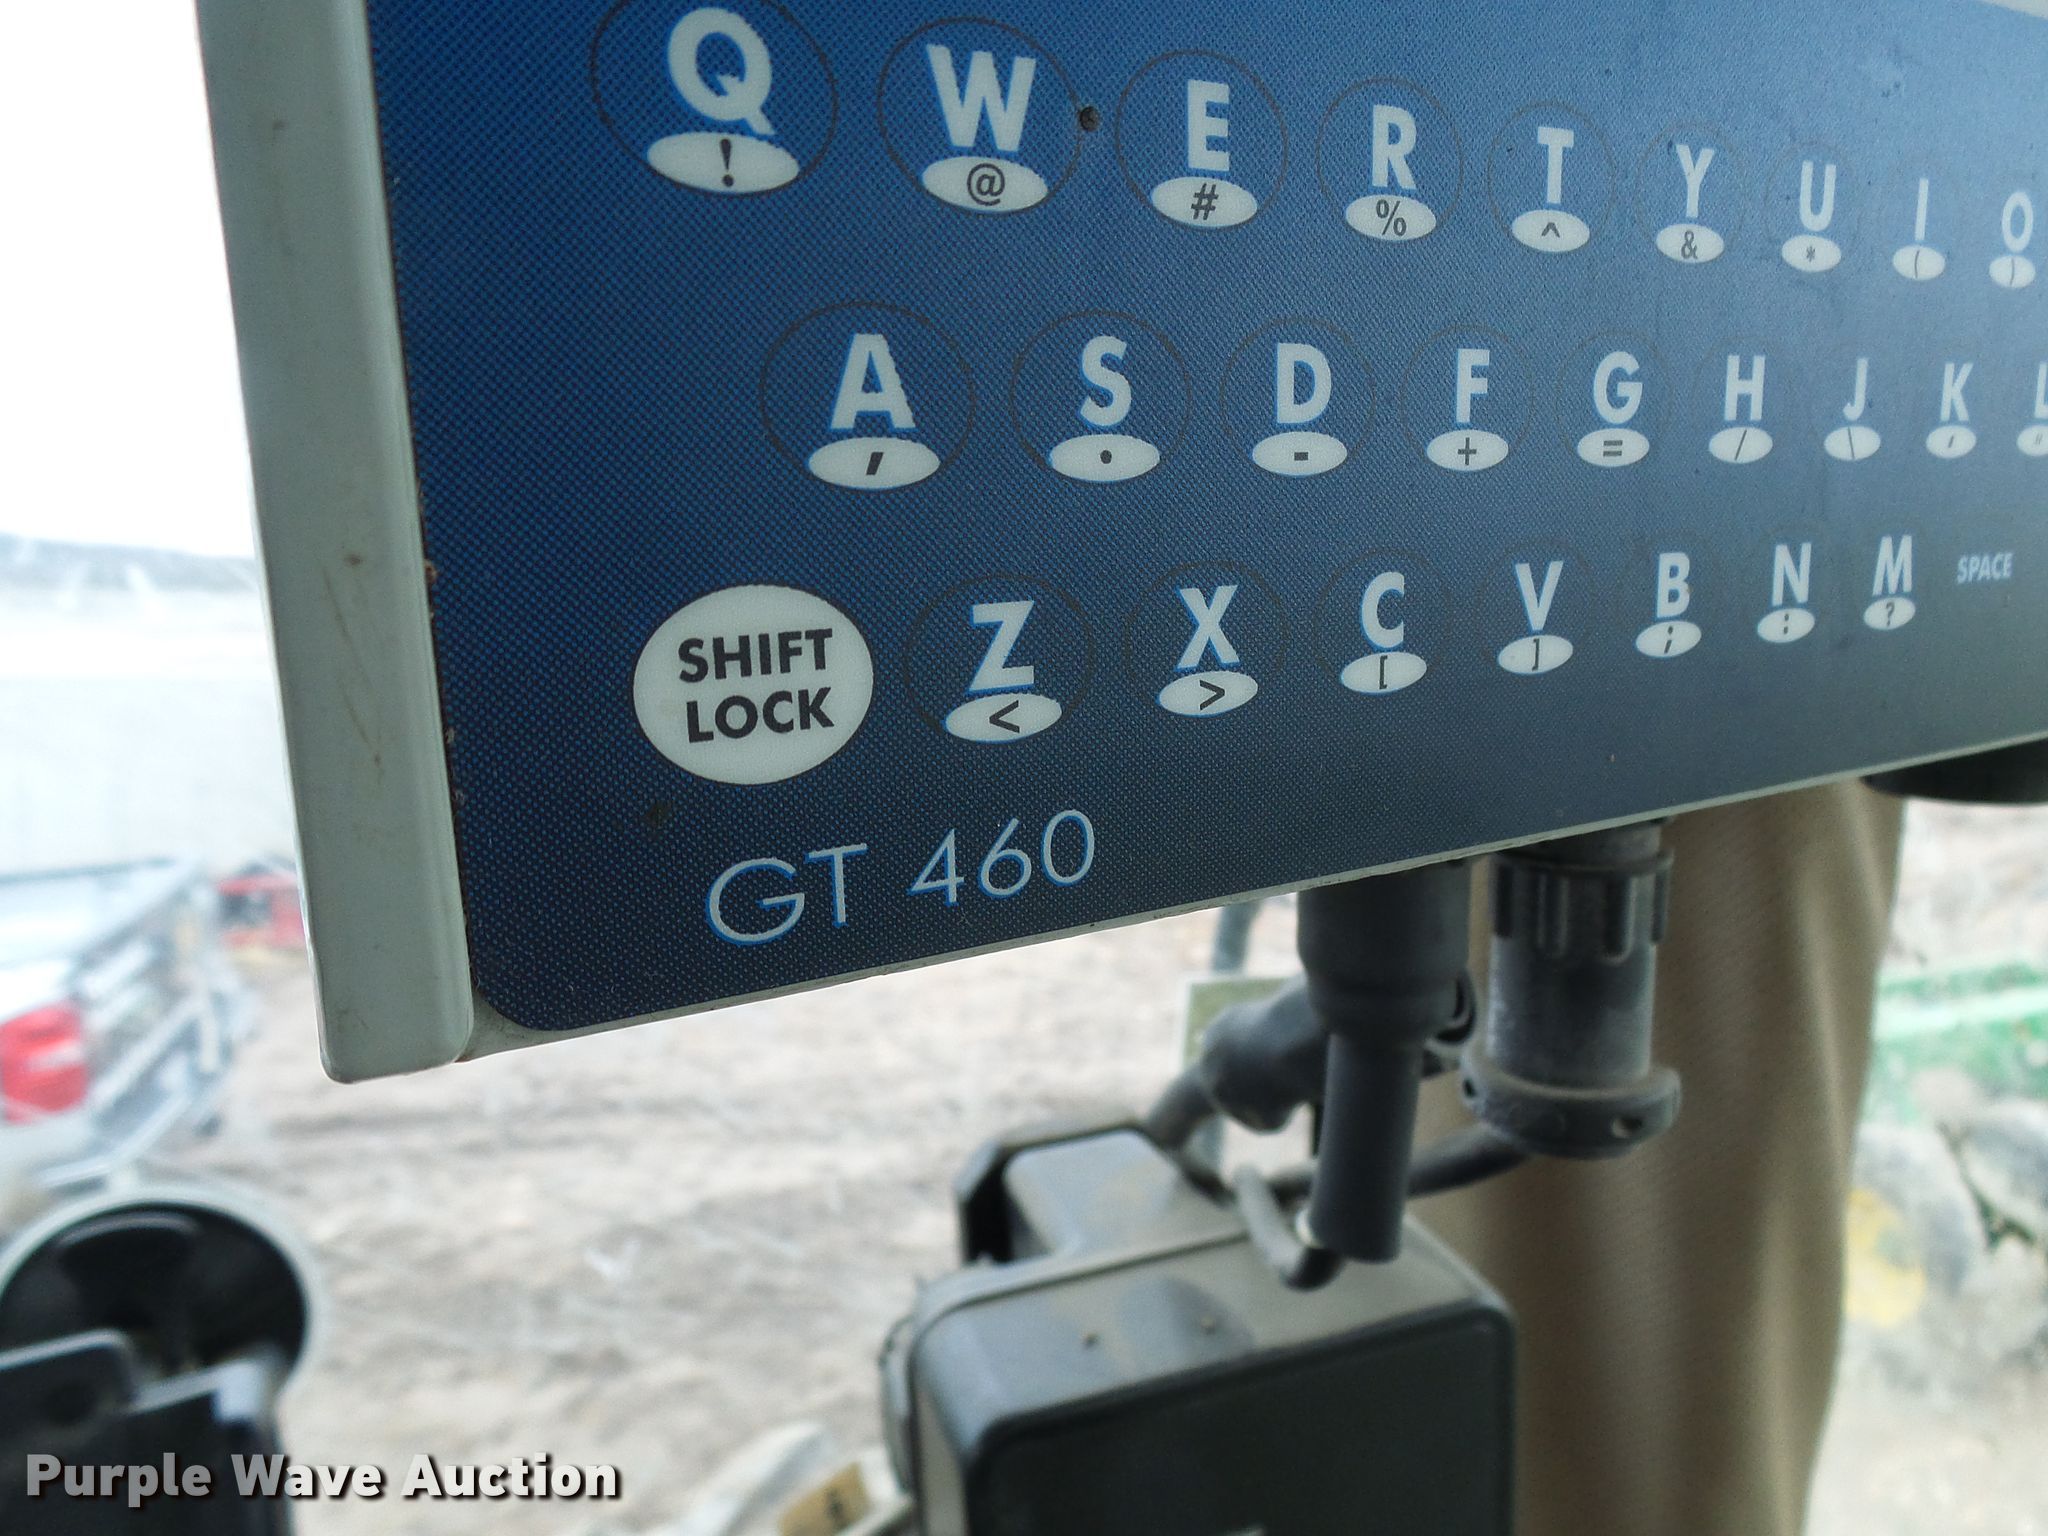 Q W E R T Y U I O
! @ # % ^ & * ( )
A S D F G H J K L
, • - + = / \ ,
SHIFT LOCK Z X C V B N M SPACE
< > [ ] ; : ?
GT 460
Purple Wave Auction